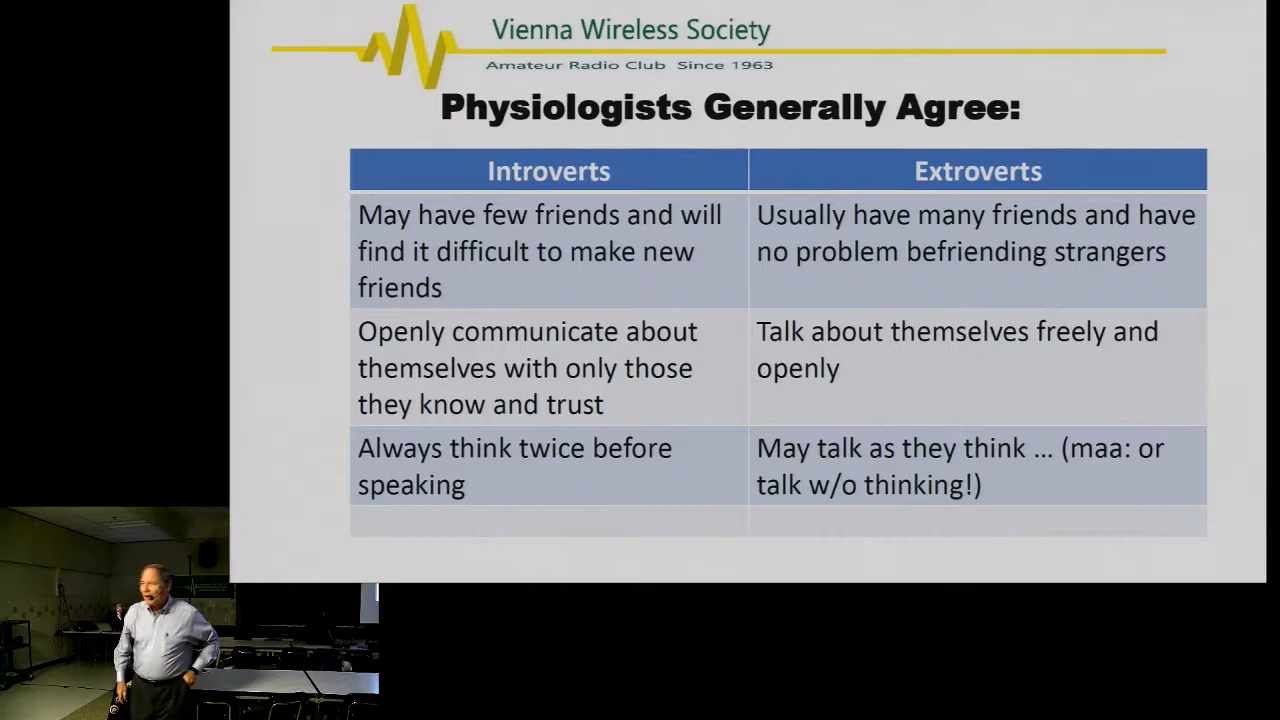 Vienna Wireless Society
Amateur Radio Club Since 1963
Physiologists Generally Agree:
Introverts
Extroverts
May have few friends and will
find it difficult to make new
friends
Usually have many friends and have
no problem befriending strangers
Openly communicate about
themselves with only those
they know and trust
Talk about themselves freely and
openly
Always think twice before
speaking
May talk as they think ... (maa: or
talk w/o thinking!)